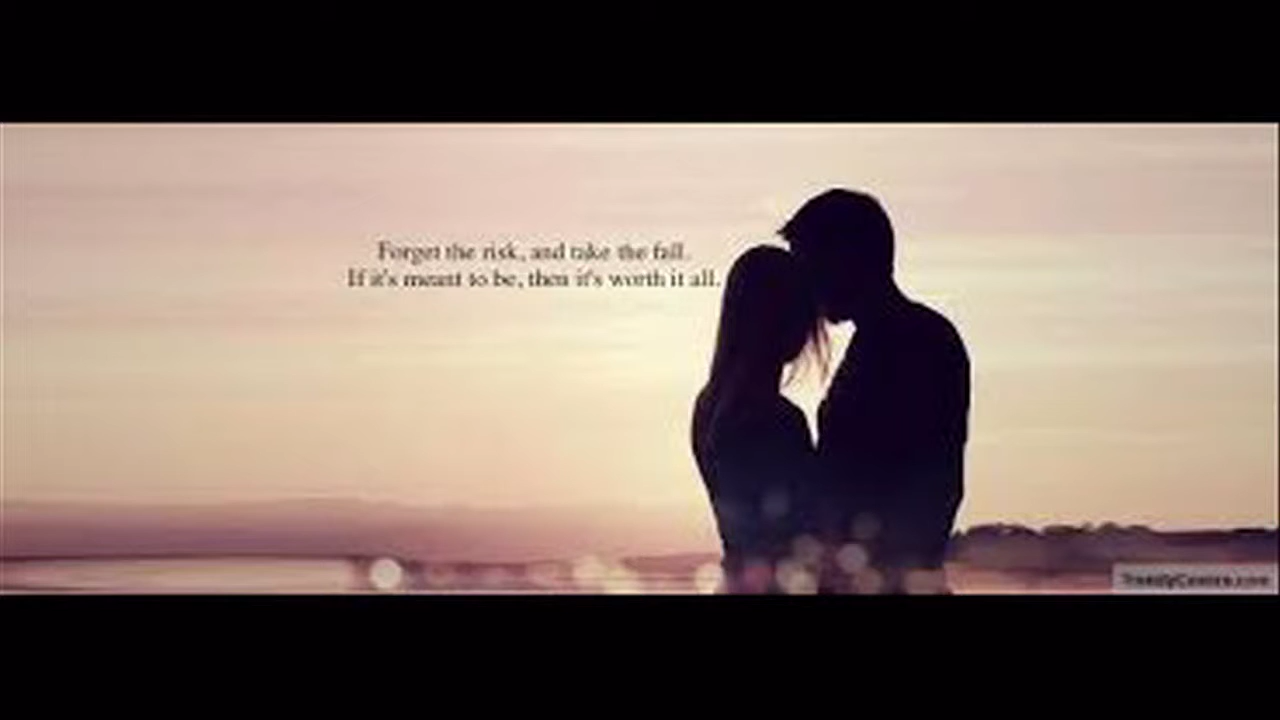 Forget the risk, and take the fall.
If it's meant to be, then it's worth it all.